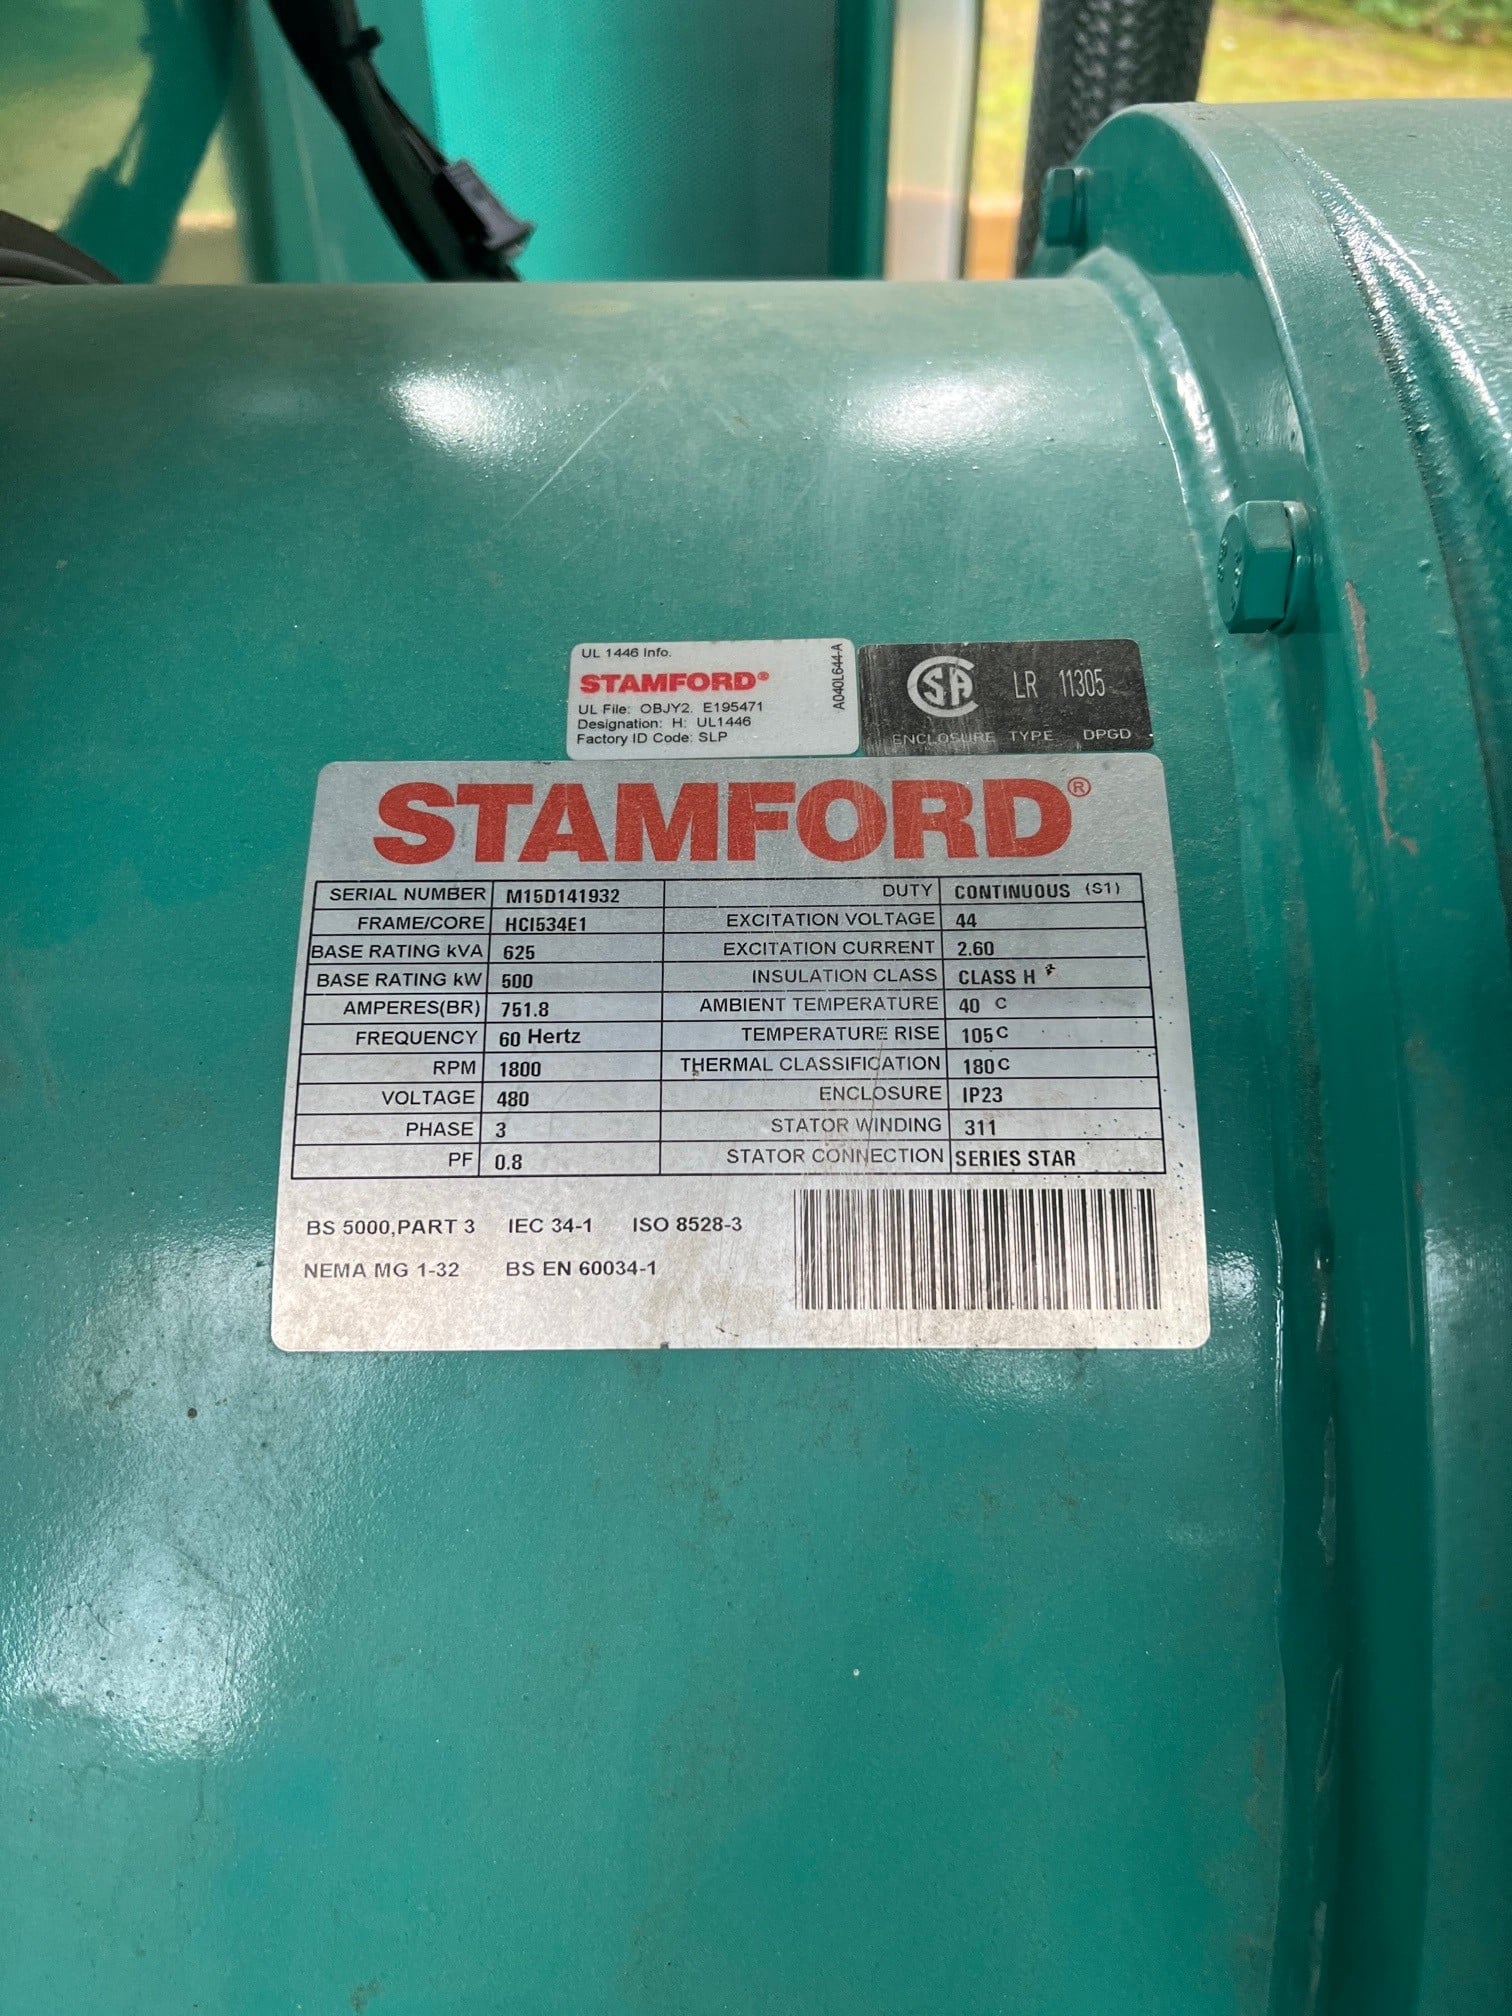 UL 1446 Info.
STAMFORD®
UL File: OBJY2. E195471
Designation: H: UL1446
Factory ID Code: SLP
A040L644-A
CSA LR 11305
ENCLOSURE TYPE DPGD
STAMFORD®
SERIAL NUMBER M15D141932 DUTY CONTINUOUS (S1)
FRAME/CORE HCI534E1 EXCITATION VOLTAGE 44
BASE RATING kVA 625 EXCITATION CURRENT 2.60
BASE RATING kW 500 INSULATION CLASS CLASS H
AMPERES(BR) 751.8 AMBIENT TEMPERATURE 40 C
FREQUENCY 60 Hertz TEMPERATURE RISE 105 C
RPM 1800 THERMAL CLASSIFICATION 180 C
VOLTAGE 480 ENCLOSURE IP23
PHASE 3 STATOR WINDING 311
PF 0.8 STATOR CONNECTION SERIES STAR
BS 5000,PART 3 IEC 34-1 ISO 8528-3
NEMA MG 1-32 BS EN 60034-1